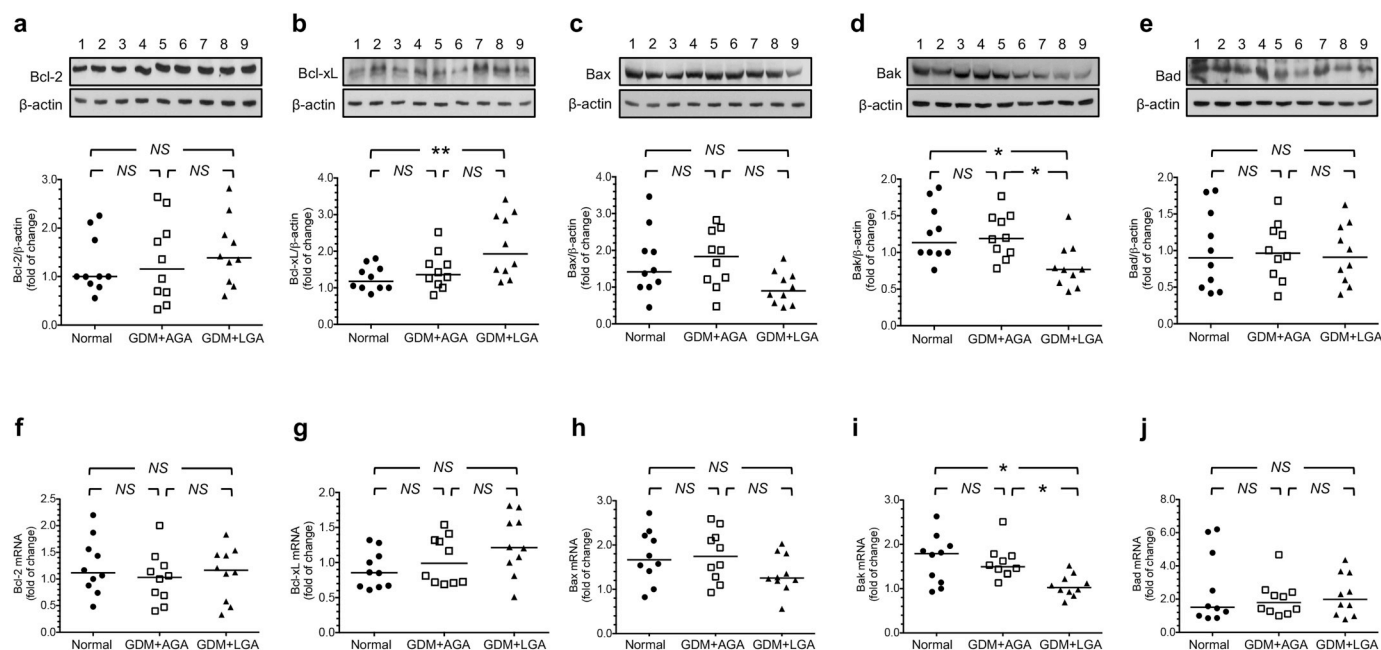 a
1 2 3 4 5 6 7 8 9
Bcl-2
β-actin
NS
NS
NS
Bcl-2/β-actin
(fold of change)
3.0
2.0
1.0
0.0
Normal GDM+AGA GDM+LGA
b
1 2 3 4 5 6 7 8 9
Bcl-xL
β-actin
**
NS
NS
Bcl-xL/β-actin
(fold of change)
4.0
3.0
2.0
1.0
0.0
Normal GDM+AGA GDM+LGA
c
1 2 3 4 5 6 7 8 9
Bax
β-actin
NS
NS
NS
Bax/β-actin
(fold of change)
4.0
3.0
2.0
1.0
0.0
Normal GDM+AGA GDM+LGA
d
1 2 3 4 5 6 7 8 9
Bak
β-actin
*
NS
*
Bak/β-actin
(fold of change)
2.0
1.5
1.0
0.5
0.0
Normal GDM+AGA GDM+LGA
e
1 2 3 4 5 6 7 8 9
Bad
β-actin
NS
NS
NS
Bad/β-actin
(fold of change)
2.0
1.5
1.0
0.5
0.0
Normal GDM+AGA GDM+LGA
f
NS
NS
NS
Bcl-2 mRNA
(fold of change)
2.5
2.0
1.5
1.0
0.5
0.0
Normal GDM+AGA GDM+LGA
g
NS
NS
NS
Bcl-xL mRNA
(fold of change)
2.0
1.5
1.0
0.5
0.0
Normal GDM+AGA GDM+LGA
h
NS
NS
NS
Bax mRNA
(fold of change)
3.0
2.0
1.0
0.0
Normal GDM+AGA GDM+LGA
i
*
NS
*
Bak mRNA
(fold of change)
3.0
2.0
1.0
0.0
Normal GDM+AGA GDM+LGA
j
NS
NS
NS
Bad mRNA
(fold of change)
8.0
6.0
4.0
2.0
0.0
Normal GDM+AGA GDM+LGA